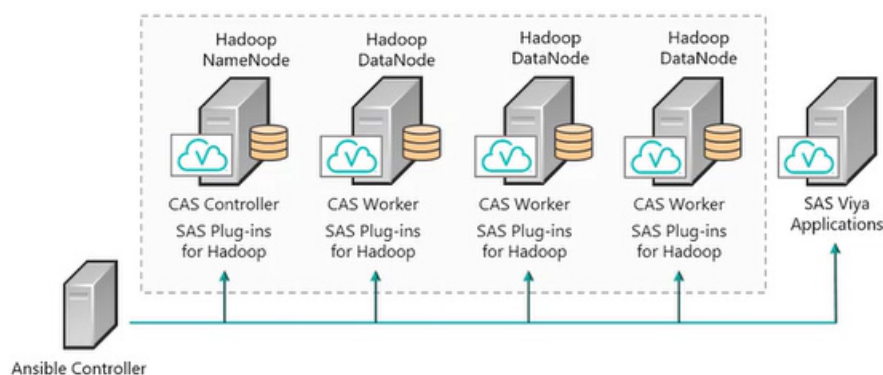 Hadoop
NameNode
Hadoop
DataNode
Hadoop
DataNode
Hadoop
DataNode
V
V
V
V
V
CAS Controller
SAS Plug-ins
for Hadoop
CAS Worker
SAS Plug-ins
for Hadoop
CAS Worker
SAS Plug-ins
for Hadoop
CAS Worker
SAS Plug-ins
for Hadoop
SAS Viya
Applications
Ansible Controller